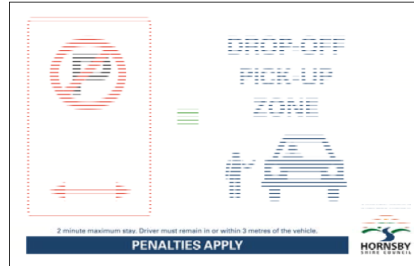 P
DROP-OFF
PICK-UP
ZONE
2 minute maximum stay. Driver must remain in or within 3 metres of the vehicle.
PENALTIES APPLY
HORNSBY
SHIRE COUNCIL